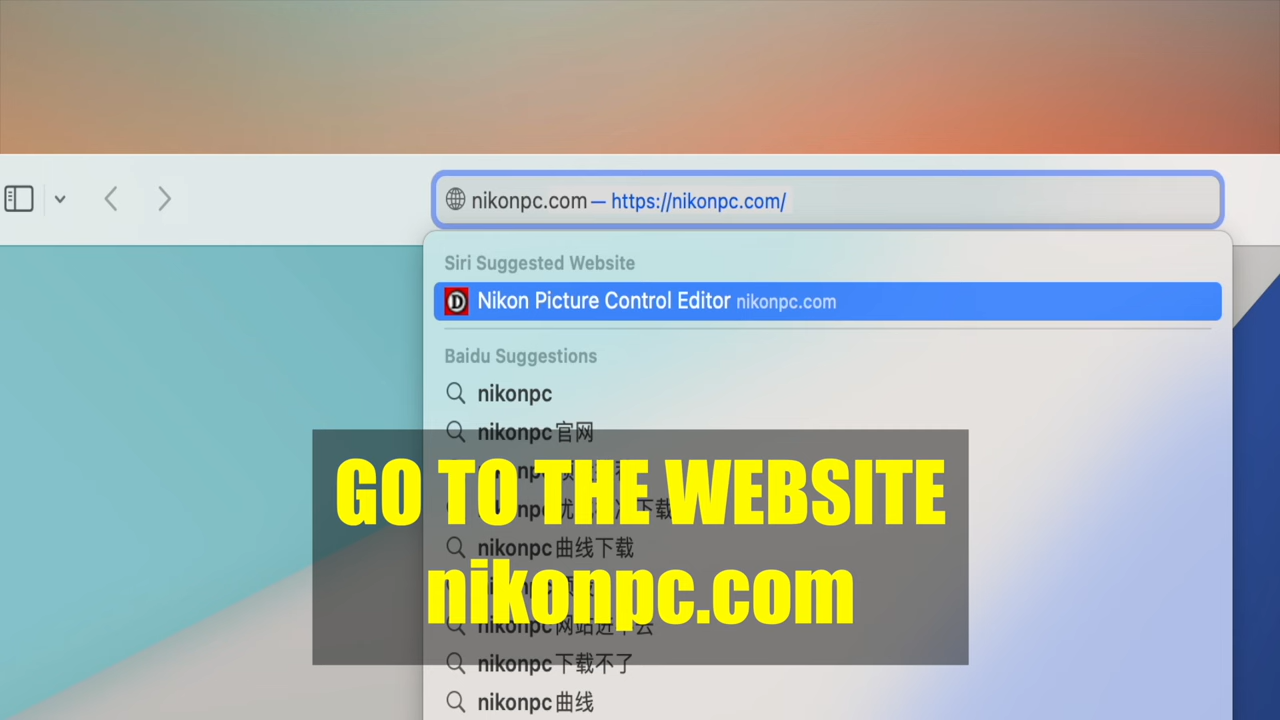 nikonpc.com — https://nikonpc.com/
Siri Suggested Website
D Nikon Picture Control Editor nikonpc.com
Baidu Suggestions
nikonpc
nikonpc官网
GO TO THE WEBSITE
nikonpc曲线下载
nikonpc.com
nikonpc下载不了
nikonpc曲线